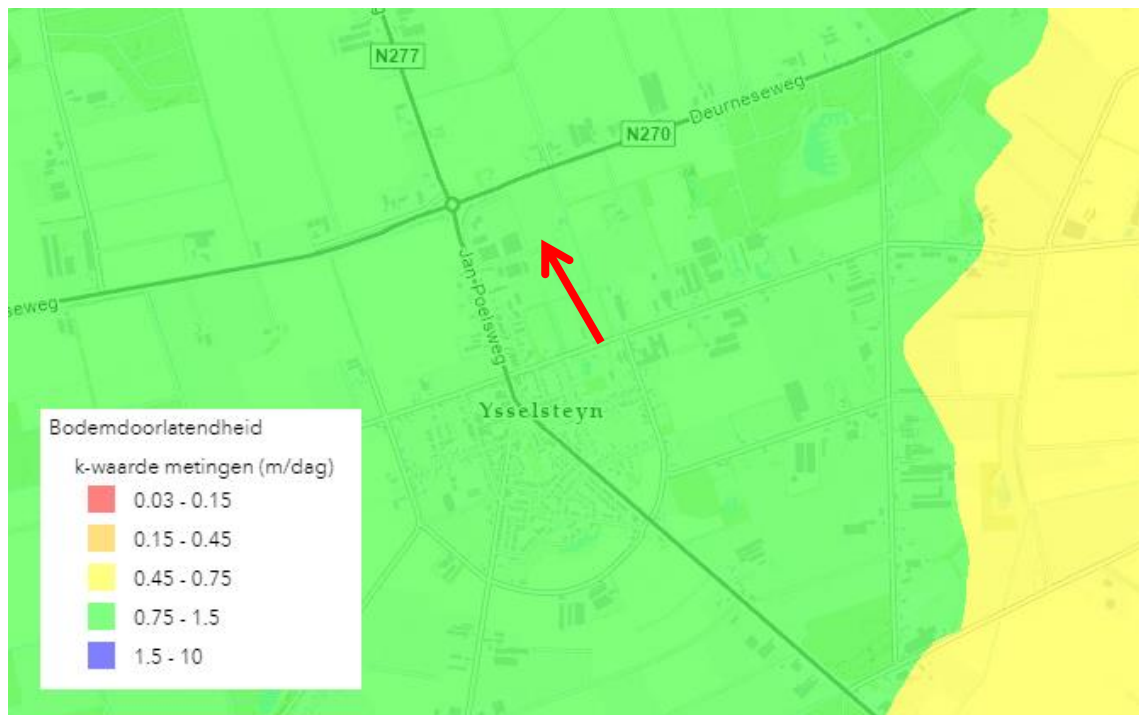 N277
Deurneseweg
N270
Jan-Poelsweg
seweg
Ysselsteyn
Bodemdoorlatendheid
k-waarde metingen (m/dag)
0.03 - 0.15
0.15 - 0.45
0.45 - 0.75
0.75 - 1.5
1.5 - 10